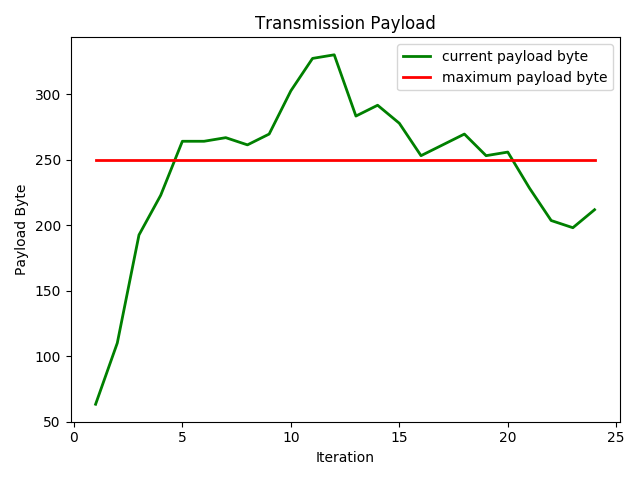 Transmission Payload
current payload byte
maximum payload byte
300
250
200
150
100
50
Payload Byte
0 5 10 15 20 25
Iteration